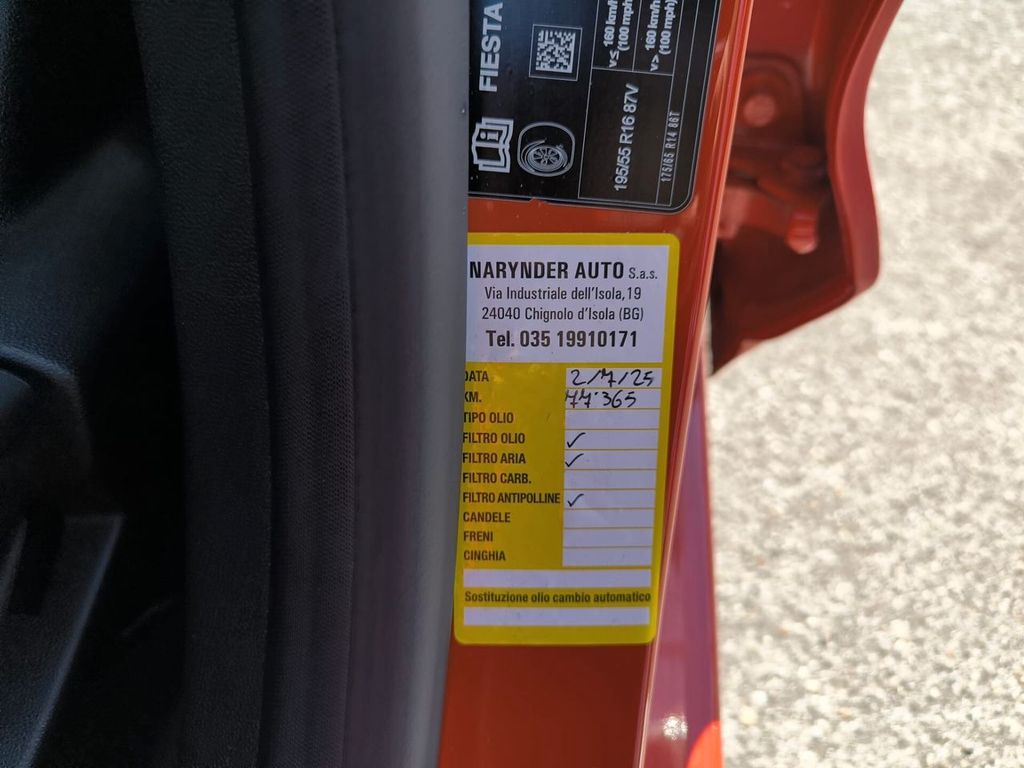 FIESTA
v≤ 160 km/h
(100 mph)
v> 160 km/h
(100 mph)
195/55 R16 87V
175/65 R14 86T
NARYNDER AUTO S.a.s.
Via Industriale dell'Isola,19
24040 Chignolo d'Isola (BG)
Tel. 035 19910171
DATA 2/7/25
KM. 77'365
TIPO OLIO
FILTRO OLIO ✓
FILTRO ARIA ✓
FILTRO CARB.
FILTRO ANTIPOLLINE ✓
CANDELE
FRENI
CINGHIA
Sostituzione olio cambio automatico